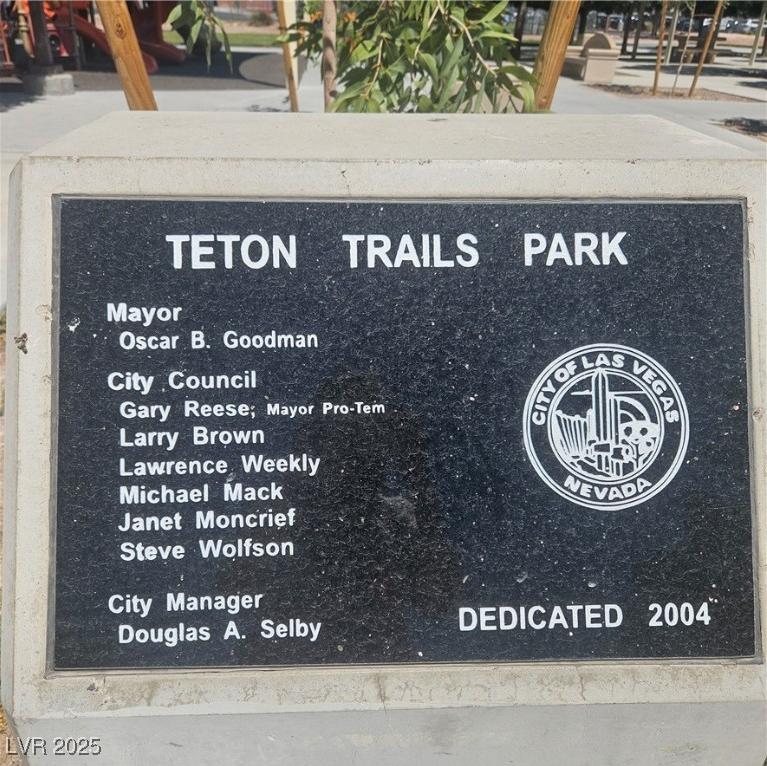 TETON TRAILS PARK
Mayor
Oscar B. Goodman
City Council
Gary Reese, Mayor Pro-Tem
Larry Brown
Lawrence Weekly
Michael Mack
Janet Moncrief
Steve Wolfson
City Manager
Douglas A. Selby
CITY OF LAS VEGAS
NEVADA
DEDICATED 2004
LVR 2025